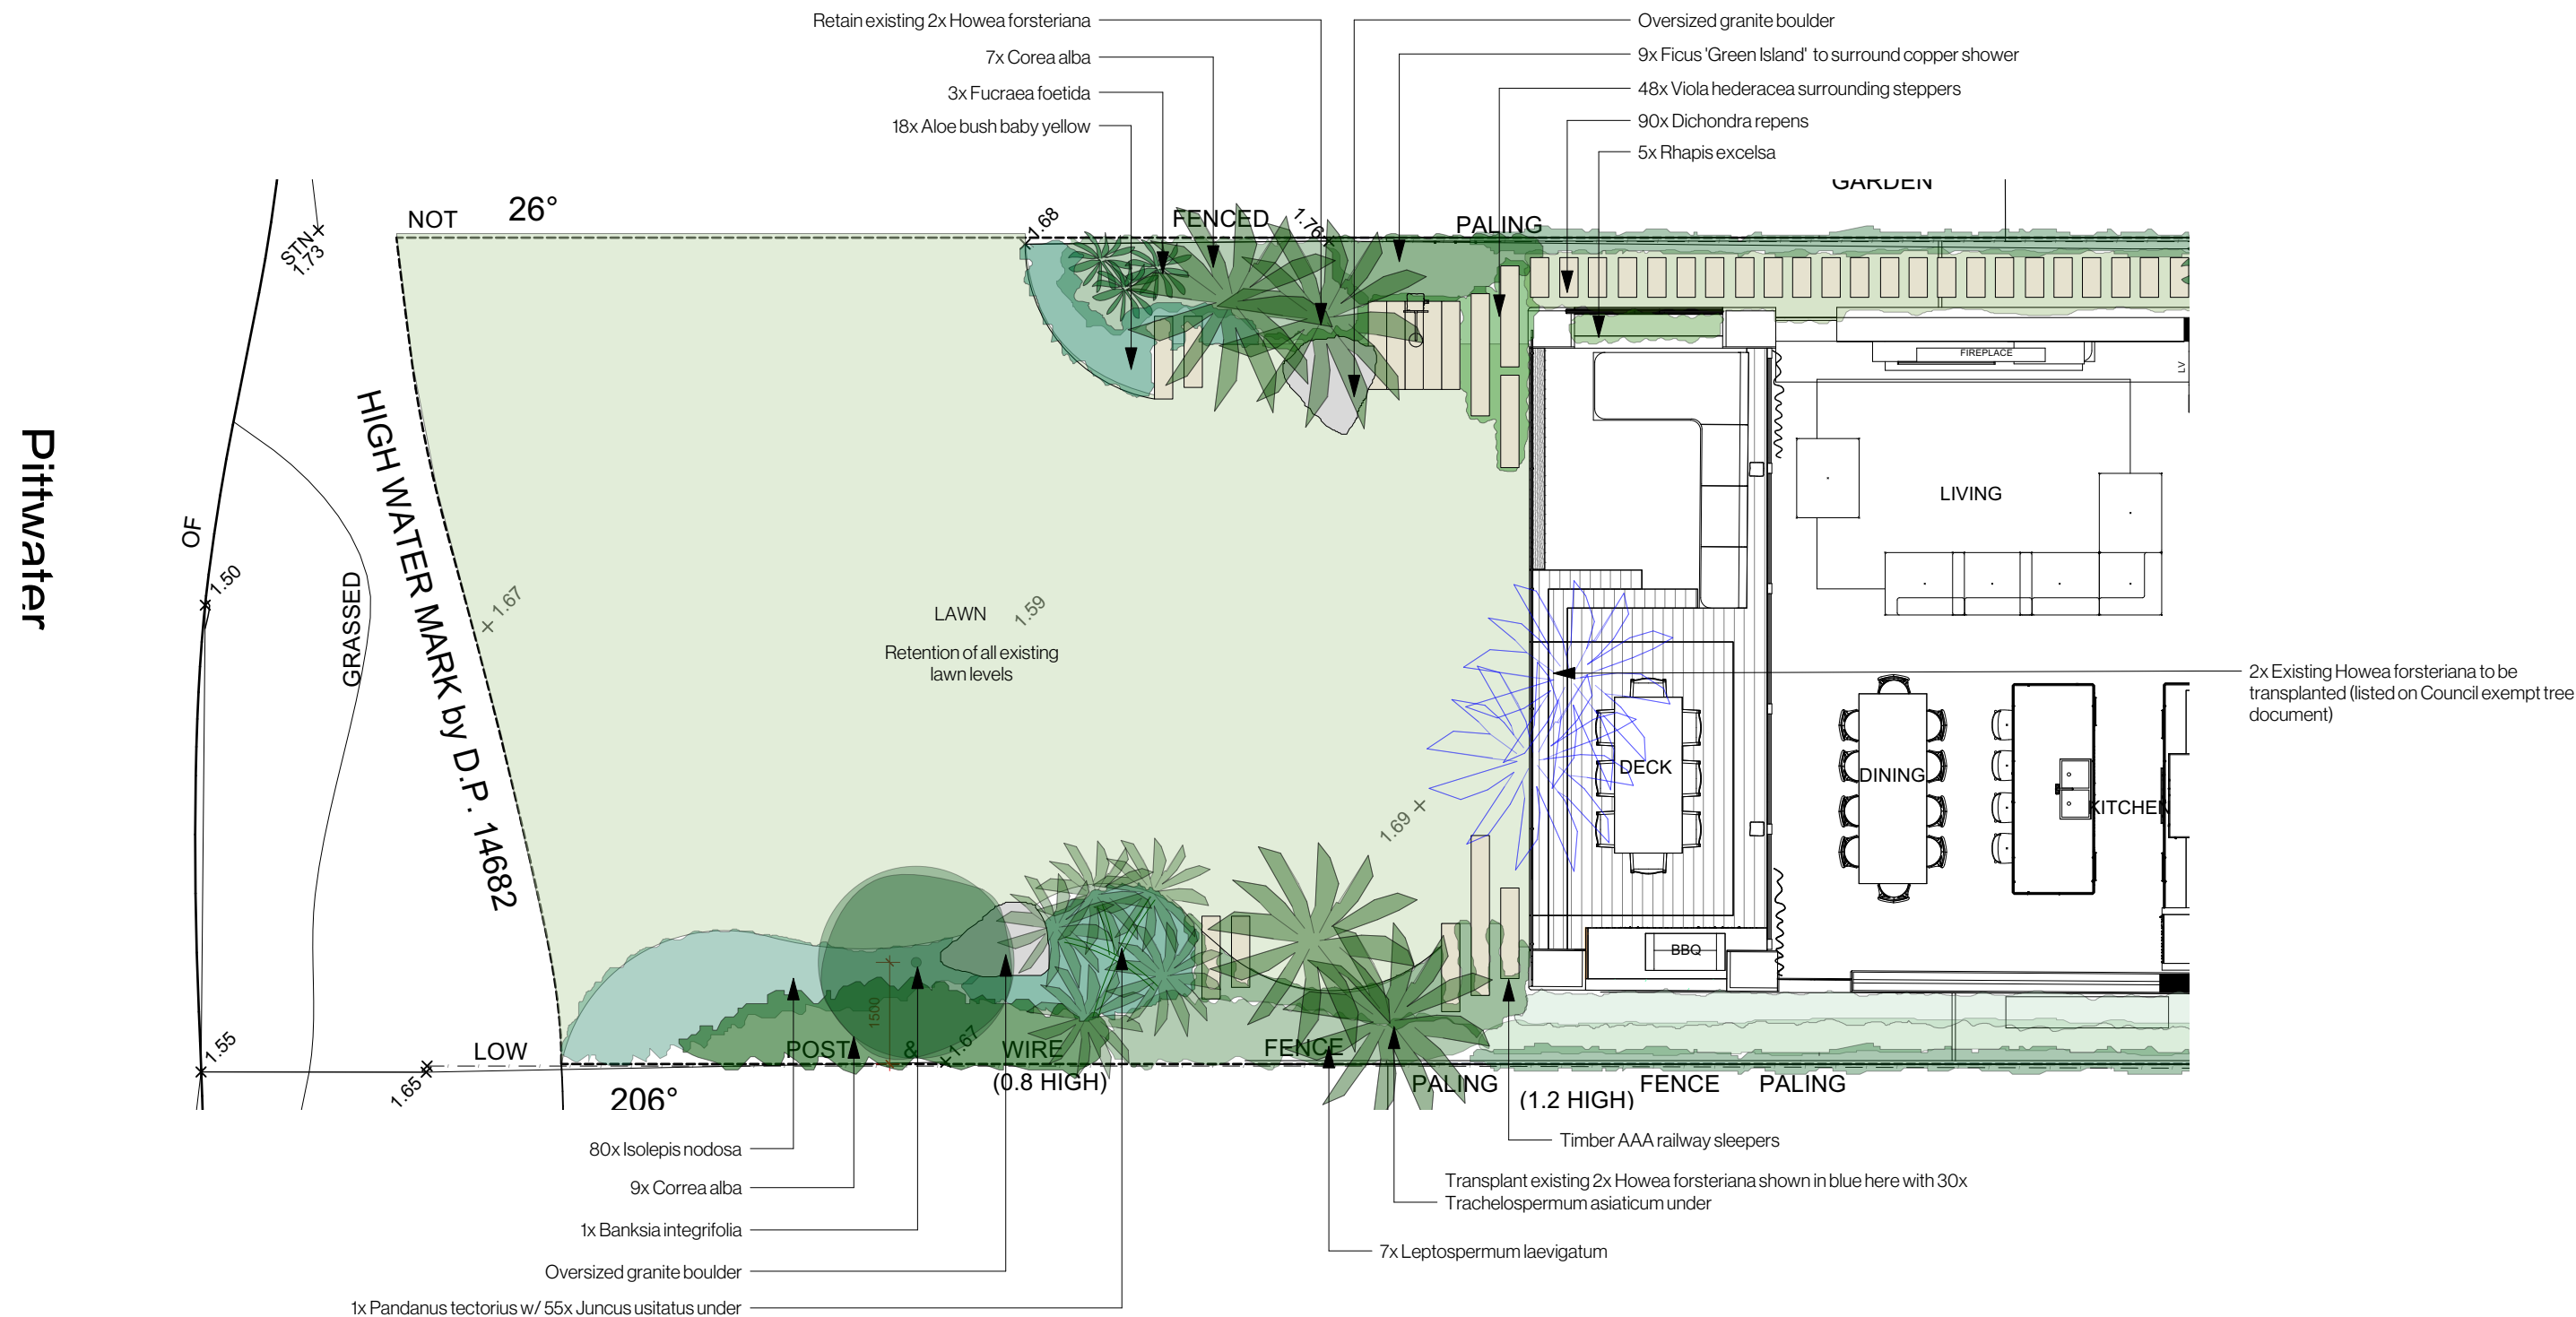 Retain existing 2x Howea forsteriana
7x Corea alba
3x Fucraea foetida
18x Aloe bush baby yellow
Oversized granite boulder
9x Ficus 'Green Island' to surround copper shower
48x Viola hederacea surrounding steppers
90x Dichondra repens
5x Rhapis excelsa
GARDEN
NOT
26°
1.68
FENCED
1.76
PALING
STN
1.73
FIREPLACE
LV
Pittwater
OF
1.50
GRASSED
HIGH WATER MARK by D.P. 14682
1.67
LAWN
1.59
Retention of all existing
lawn levels
LIVING
2x Existing Howea forsteriana to be
transplanted (listed on Council exempt tree
document)
DECK
DINING
KITCHEN
1.69
BBQ
1500
1.55
1.65
LOW
POST
&
1.67
WIRE
FENCE
(0.8 HIGH)
206°
PALING
(1.2 HIGH)
FENCE
PALING
80x Isolepis nodosa
9x Correa alba
1x Banksia integrifolia
Oversized granite boulder
1x Pandanus tectorius w/ 55x Juncus usitatus under
Timber AAA railway sleepers
Transplant existing 2x Howea forsteriana shown in blue here with 30x
Trachelospermum asiaticum under
7x Leptospermum laevigatum